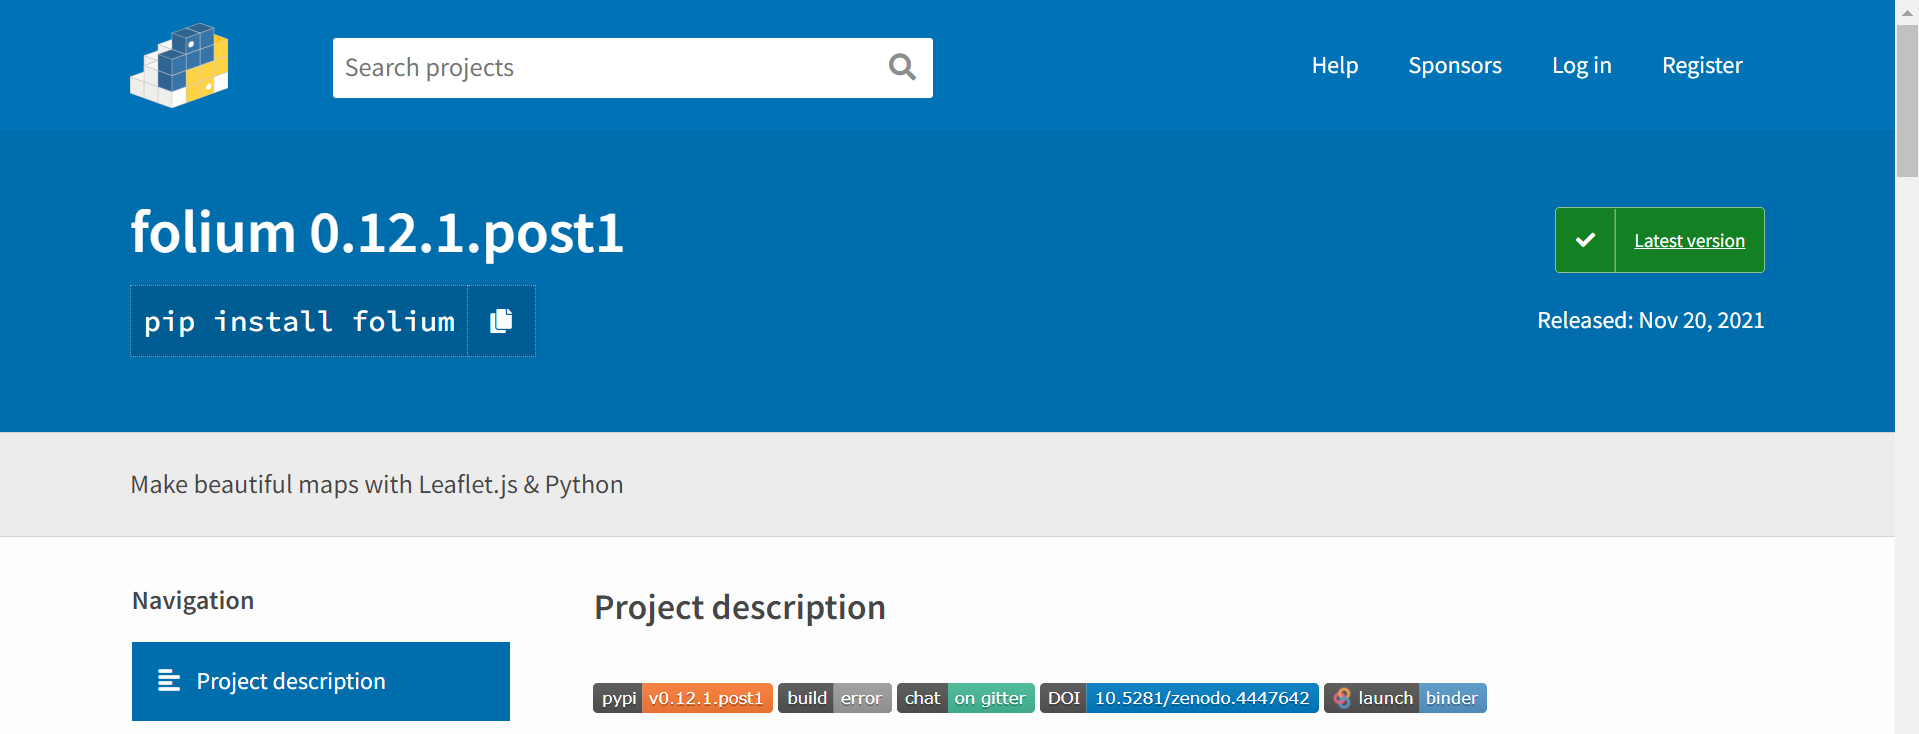 Search projects
Help Sponsors Log in Register
folium 0.12.1.post1
Latest version
pip install folium
Released: Nov 20, 2021
Make beautiful maps with Leaflet.js & Python
Navigation
Project description
Project description
pypi v0.12.1.post1 build error chat on gitter DOI 10.5281/zenodo.4447642 launch binder